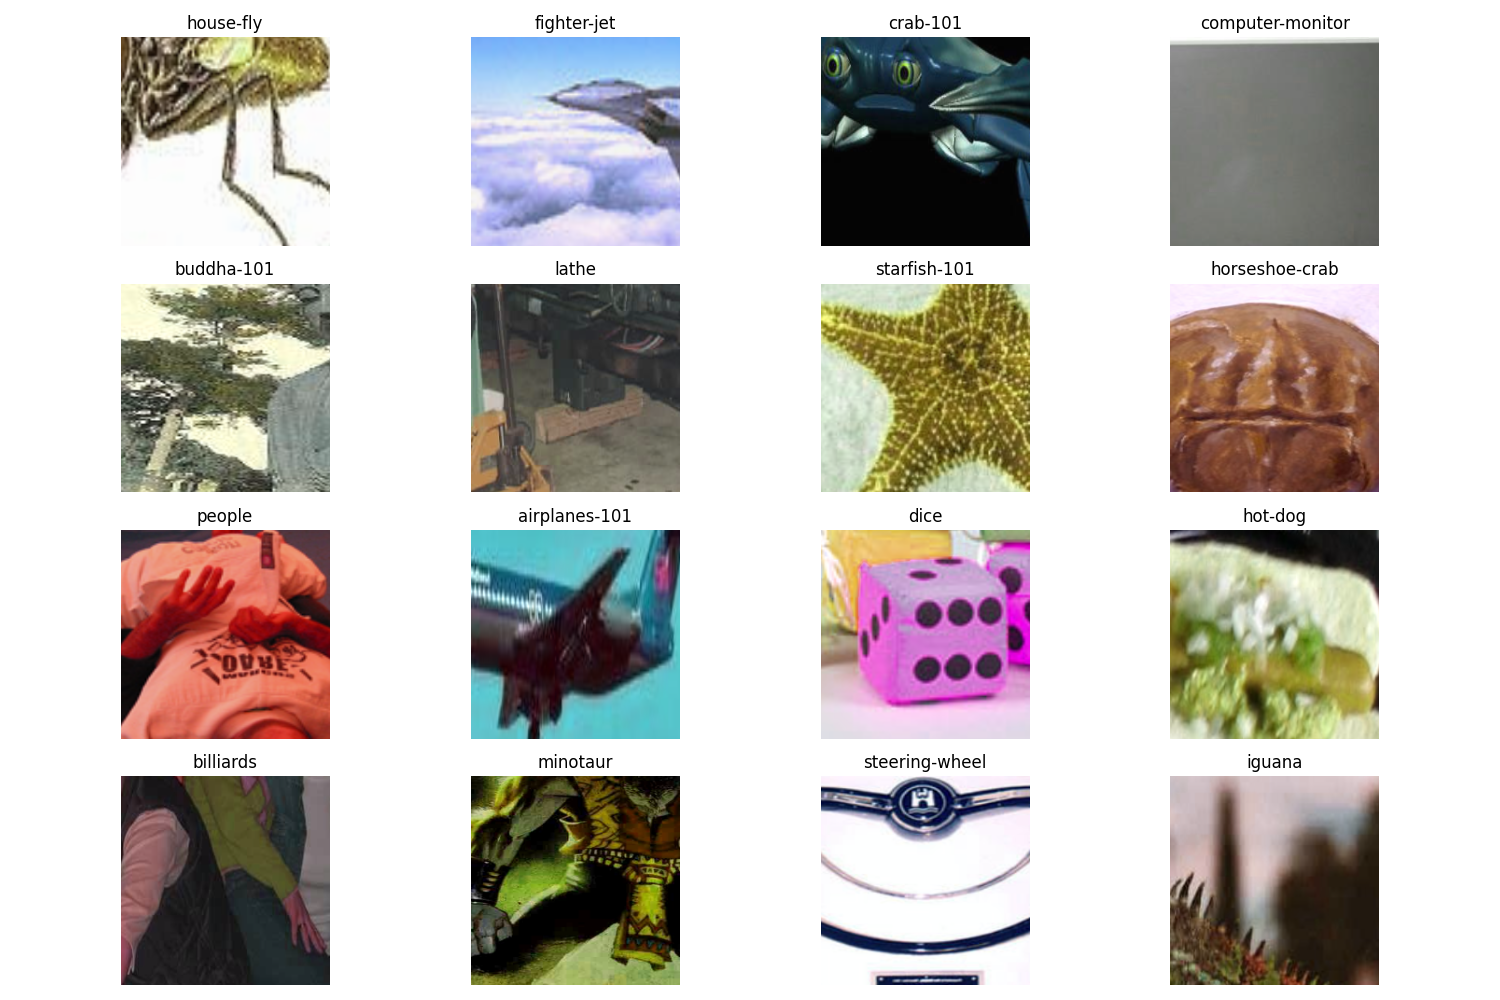 house-fly
fighter-jet
crab-101
computer-monitor
buddha-101
lathe
starfish-101
horseshoe-crab
people
airplanes-101
dice
hot-dog
billiards
minotaur
steering-wheel
iguana